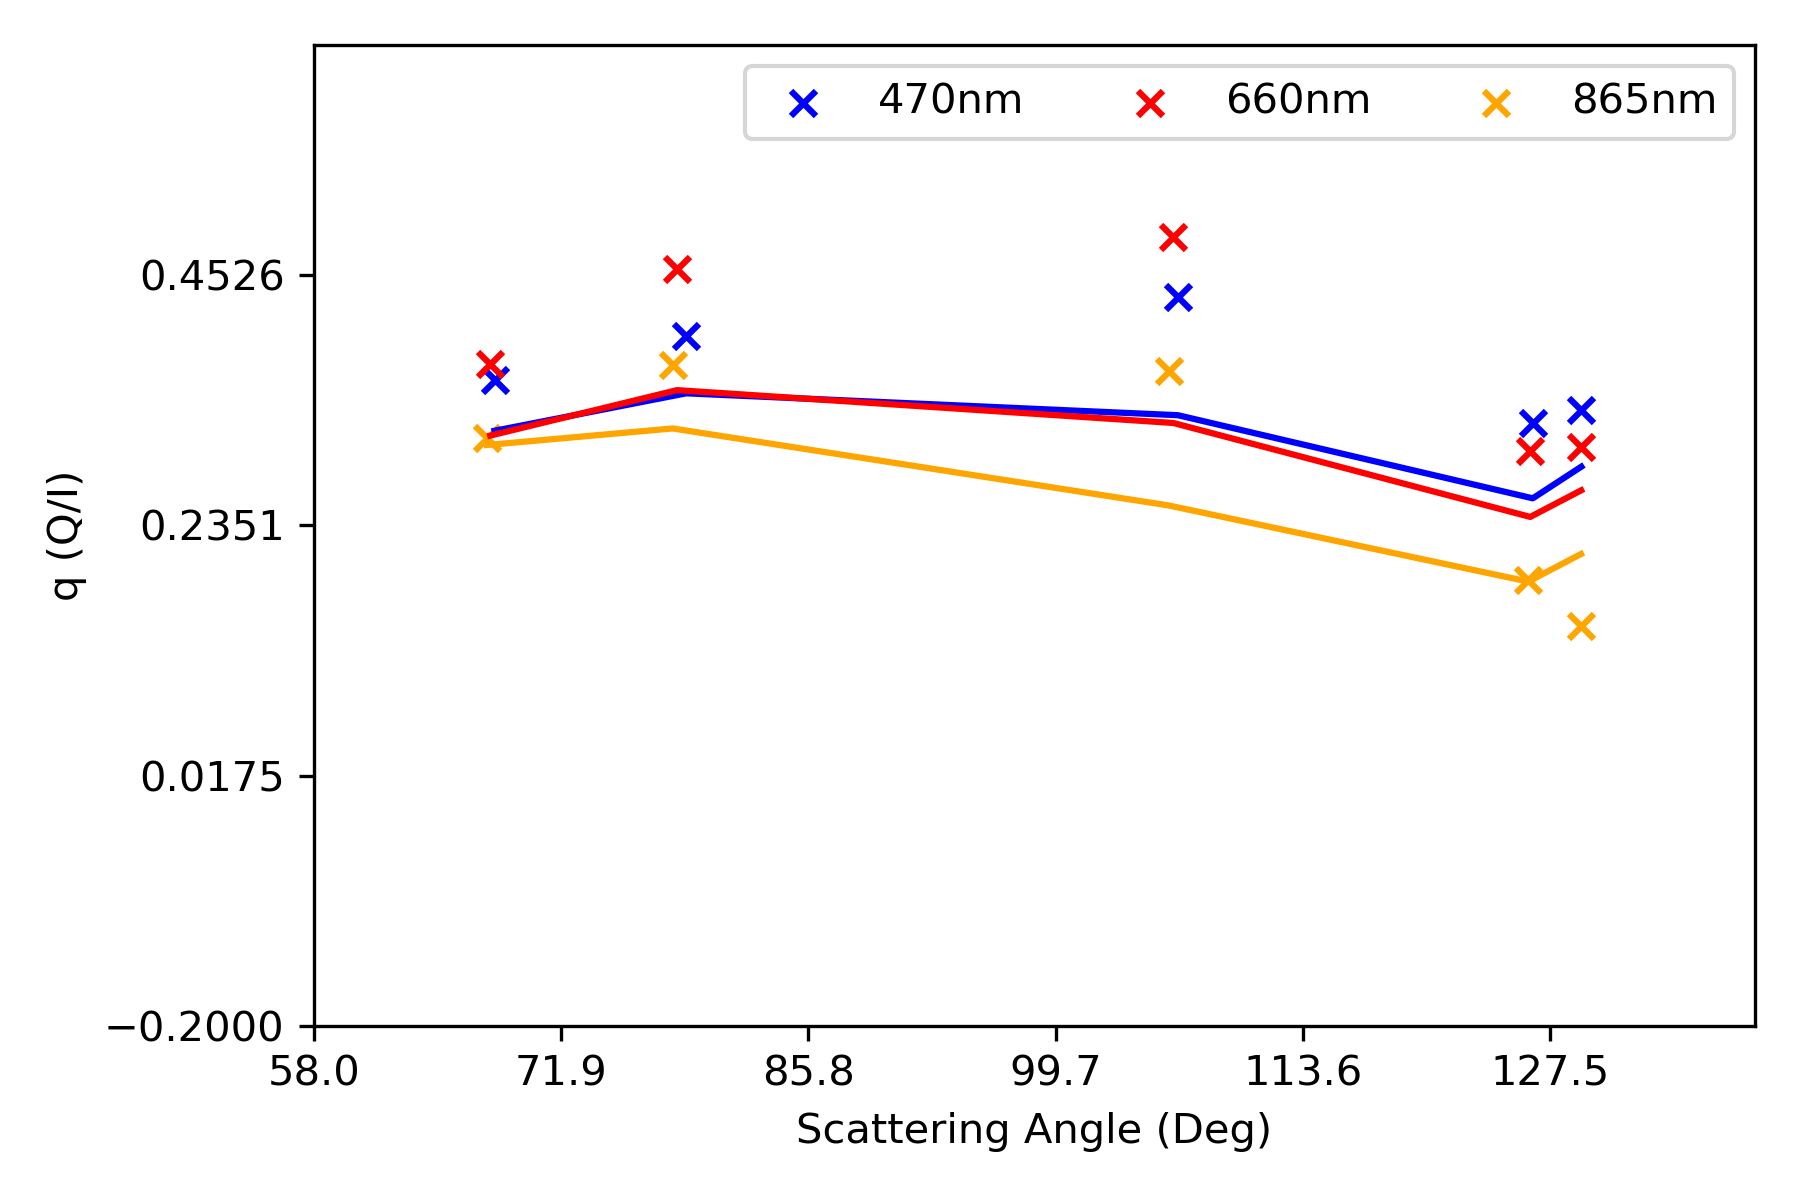 470nm 660nm 865nm
0.4526
0.2351
0.0175
−0.2000
q (Q/I)
58.0 71.9 85.8 99.7 113.6 127.5
Scattering Angle (Deg)